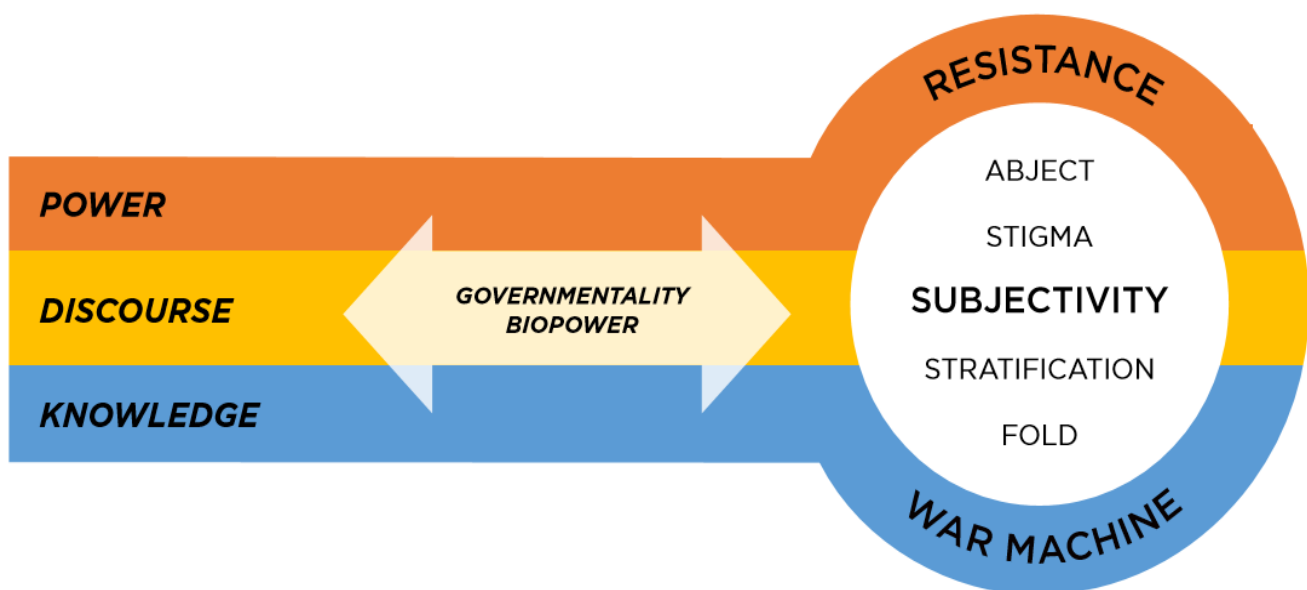 POWER
DISCOURSE
KNOWLEDGE
GOVERNMENTALITY
BIOPOWER
RESISTANCE
ABJECT
STIGMA
SUBJECTIVITY
STRATIFICATION
FOLD
WAR MACHINE